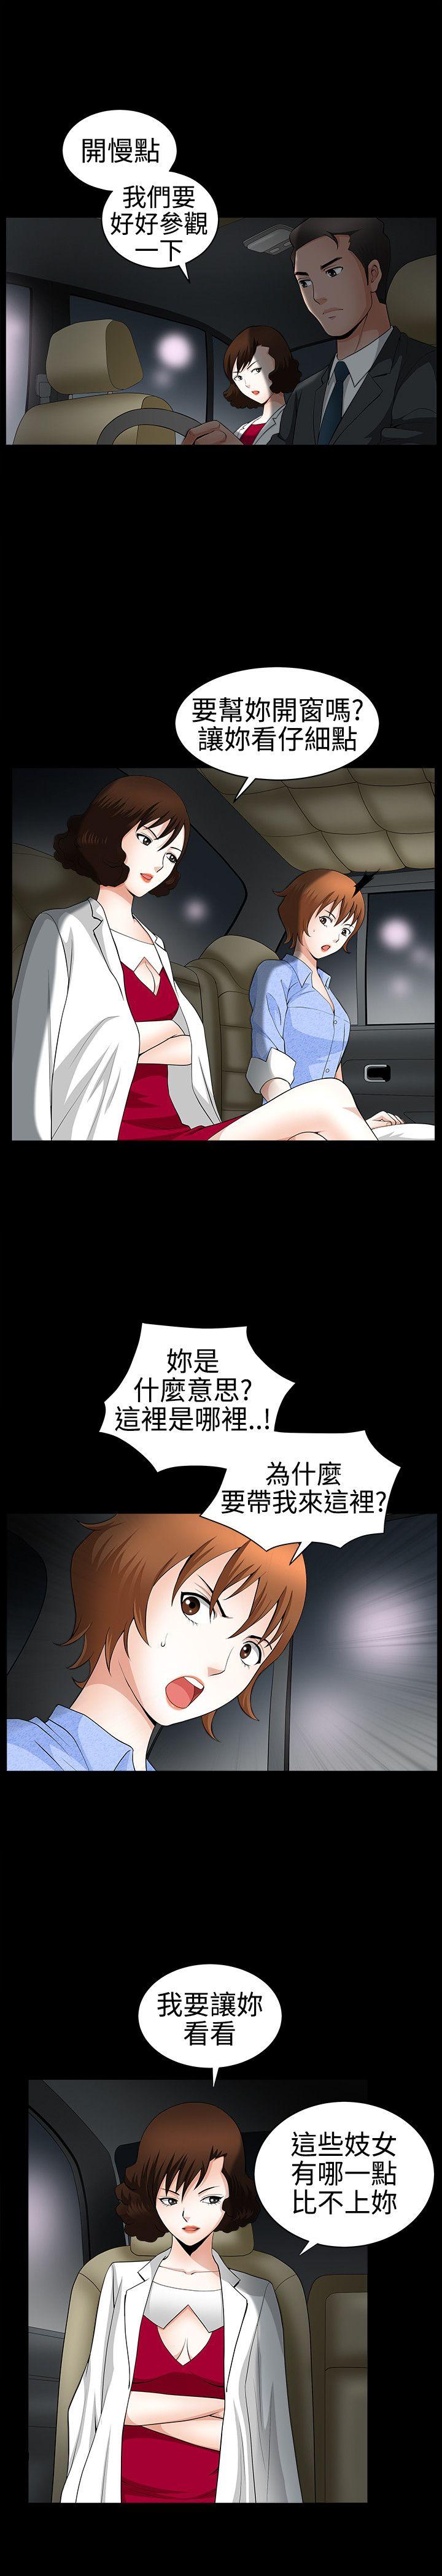 開慢點
我們要
好好參觀
一下
要幫妳開窗嗎?
讓妳看仔細點
妳是
什麼意思?
這裡是哪裡..!
為什麼
要帶我來這裡?
我要讓妳
看看
這些妓女
有哪一點
比不上妳